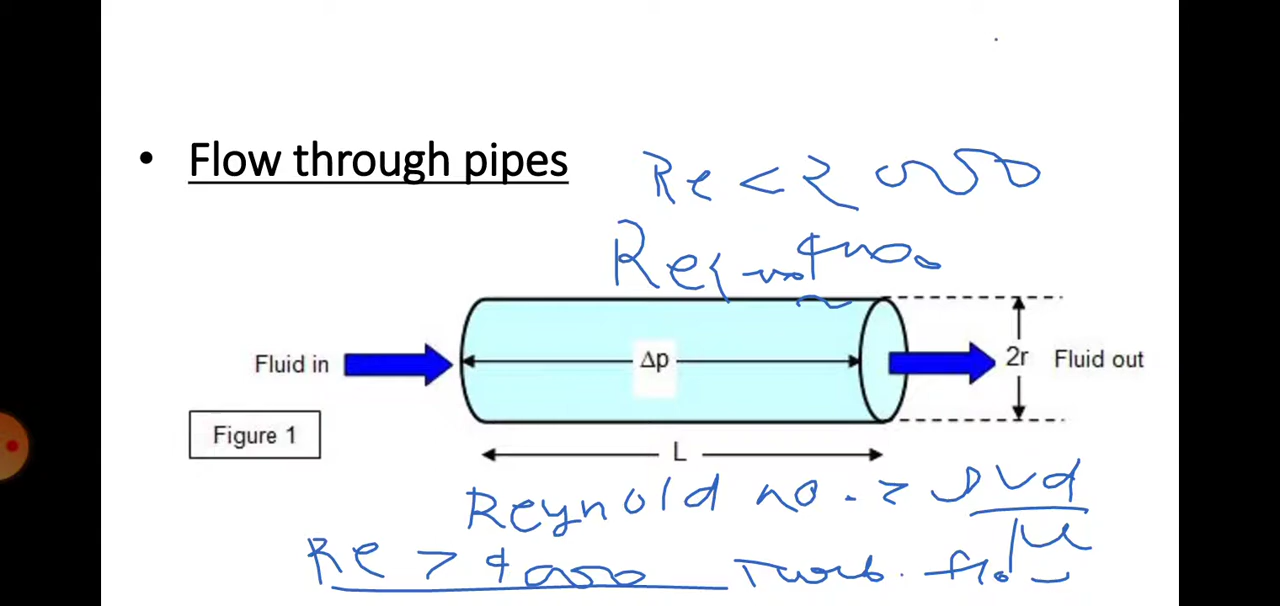 • Flow through pipes
Re < 2000
Re < 4000
Fluid in
Δp
2r
Fluid out
Figure 1
L
Reynold no. = ρvd
μ
Re > 4000 Turb. flow